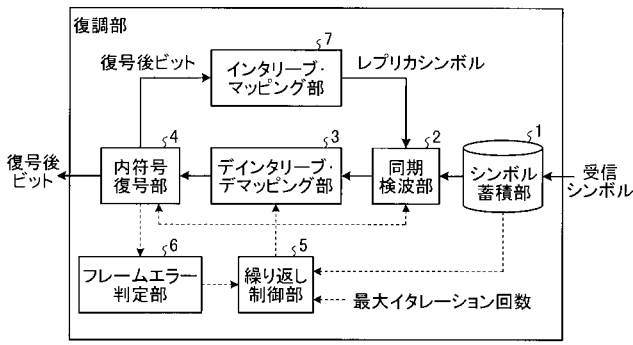 復調部
7
復号後ビット
インタリーブ・
マッピング部
レプリカシンボル
4
3
2
1
復号後
ビット
内符号
復号部
デインタリーブ・
デマッピング部
同期
検波部
シンボル
蓄積部
受信
シンボル
6
5
フレームエラー
判定部
繰り返し
制御部
最大イタレーション回数